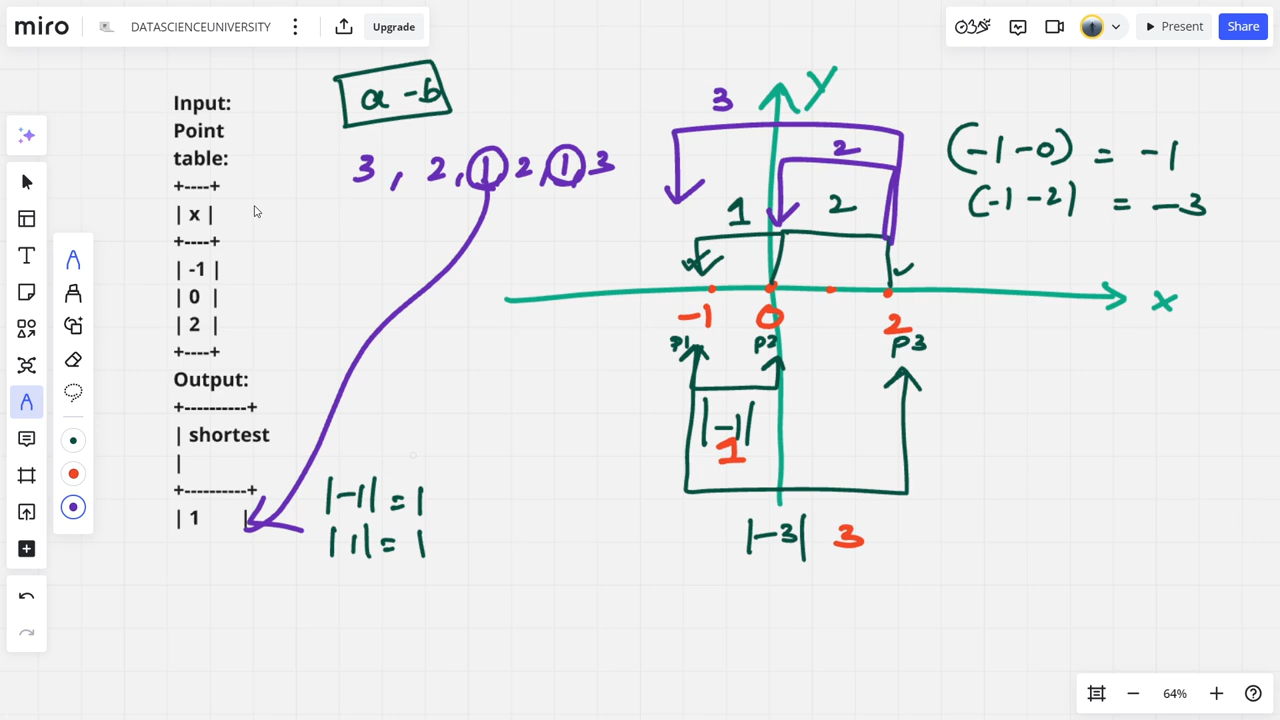 miro
DATASCIENCEUNIVERSITY
Upgrade
Present
Share
Input:
Point
table:
+----+
| x |
+----+
| -1 |
| 0 |
| 2 |
+----+
Output:
+----------+
| shortest
|
+----------+
| 1 |
a - b
3 , 2, 1 2, 1 3
|-1| = 1
|1| = 1
y
3
2
1
2
-1 0 2
x
P1 P2 P3
|-1|
1
|-3| 3
(-1-0) = -1
(-1-2) = -3
64%